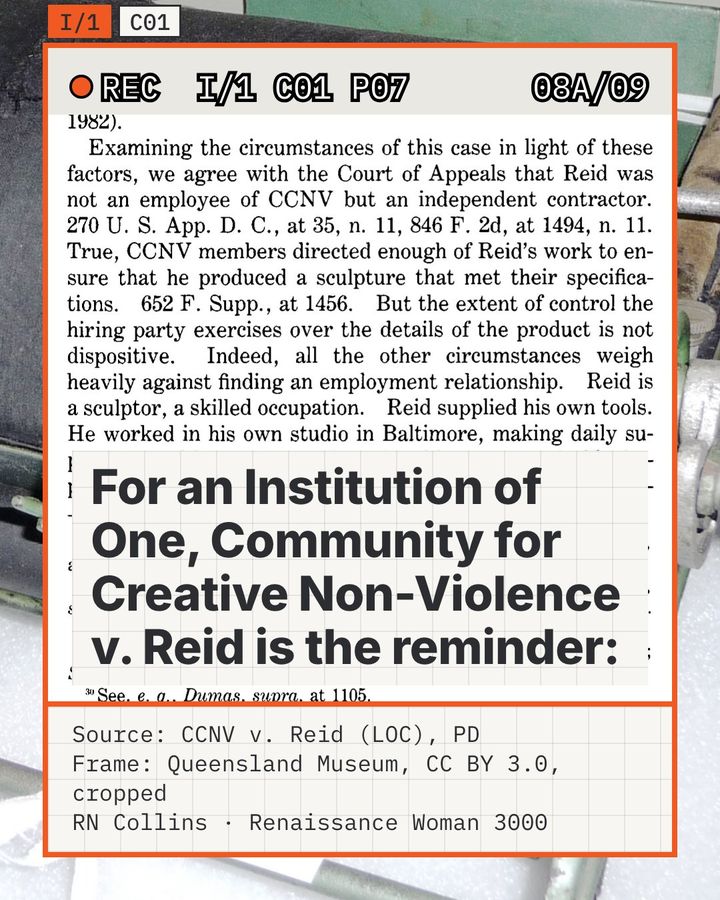 I/1 C01
REC I/1 C01 P07 08A/09
1982).
Examining the circumstances of this case in light of these
factors, we agree with the Court of Appeals that Reid was
not an employee of CCNV but an independent contractor.
270 U. S. App. D. C., at 35, n. 11, 846 F. 2d, at 1494, n. 11.
True, CCNV members directed enough of Reid's work to en-
sure that he produced a sculpture that met their specifica-
tions. 652 F. Supp., at 1456. But the extent of control the
hiring party exercises over the details of the product is not
dispositive. Indeed, all the other circumstances weigh
heavily against finding an employment relationship. Reid is
a sculptor, a skilled occupation. Reid supplied his own tools.
He worked in his own studio in Baltimore, making daily su-
For an Institution of
One, Community for
Creative Non-Violence
v. Reid is the reminder:
30 See, e. g., Dumas, supra, at 1105.
Source: CCNV v. Reid (LOC), PD
Frame: Queensland Museum, CC BY 3.0,
cropped
RN Collins · Renaissance Woman 3000